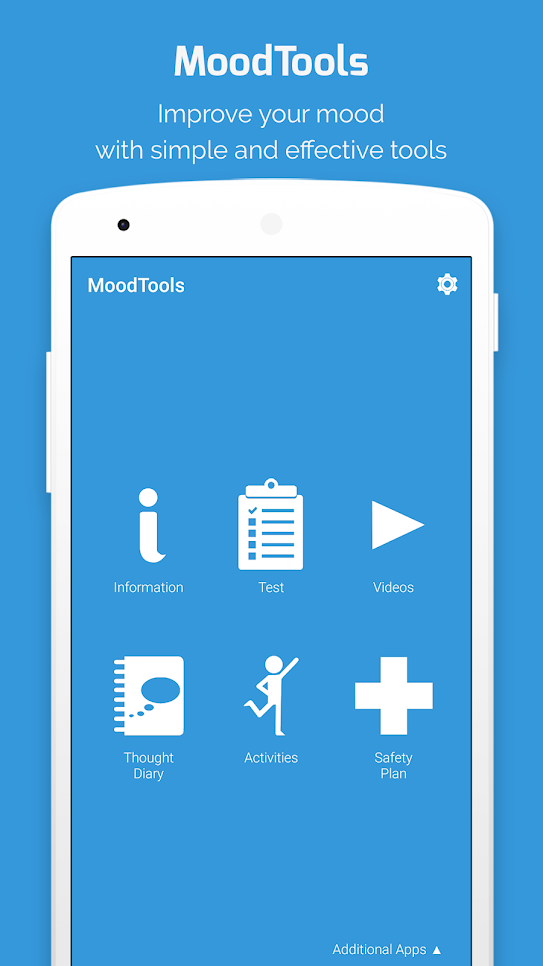 MoodTools
Improve your mood
with simple and effective tools
MoodTools
Information
Test
Videos
Thought
Diary
Activities
Safety
Plan
Additional Apps ▲